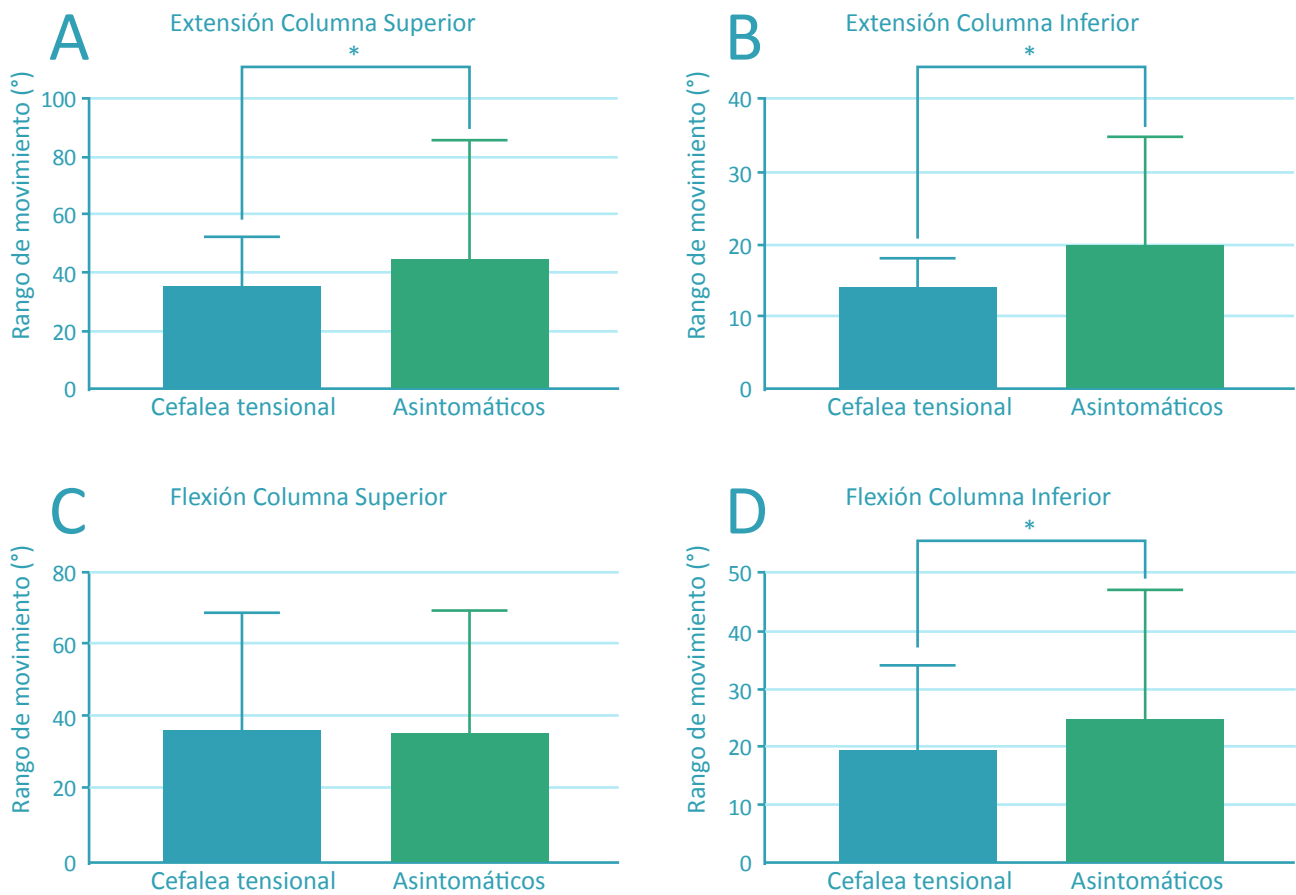 A
Extensión Columna Superior
*
Rango de movimiento (°)
100
80
60
40
20
0
Cefalea tensional
Asintomáticos
B
Extensión Columna Inferior
*
Rango de movimiento (°)
40
30
20
10
0
Cefalea tensional
Asintomáticos
C
Flexión Columna Superior
Rango de movimiento (°)
80
60
40
20
0
Cefalea tensional
Asintomáticos
D
Flexión Columna Inferior
*
Rango de movimiento (°)
50
40
30
20
10
0
Cefalea tensional
Asintomáticos